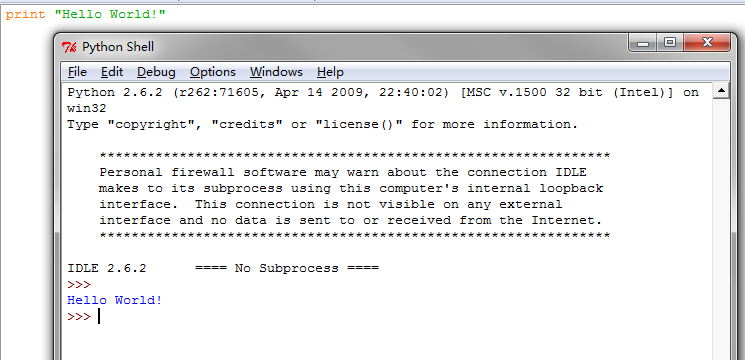 print "Hello World!"
Python Shell
File Edit Debug Options Windows Help
Python 2.6.2 (r262:71605, Apr 14 2009, 22:40:02) [MSC v.1500 32 bit (Intel)] on
win32
Type "copyright", "credits" or "license()" for more information.
****************************************************************
Personal firewall software may warn about the connection IDLE
makes to its subprocess using this computer's internal loopback
interface.  This connection is not visible on any external
interface and no data is sent to or received from the Internet.
****************************************************************
IDLE 2.6.2      ==== No Subprocess ====
>>>
Hello World!
>>>